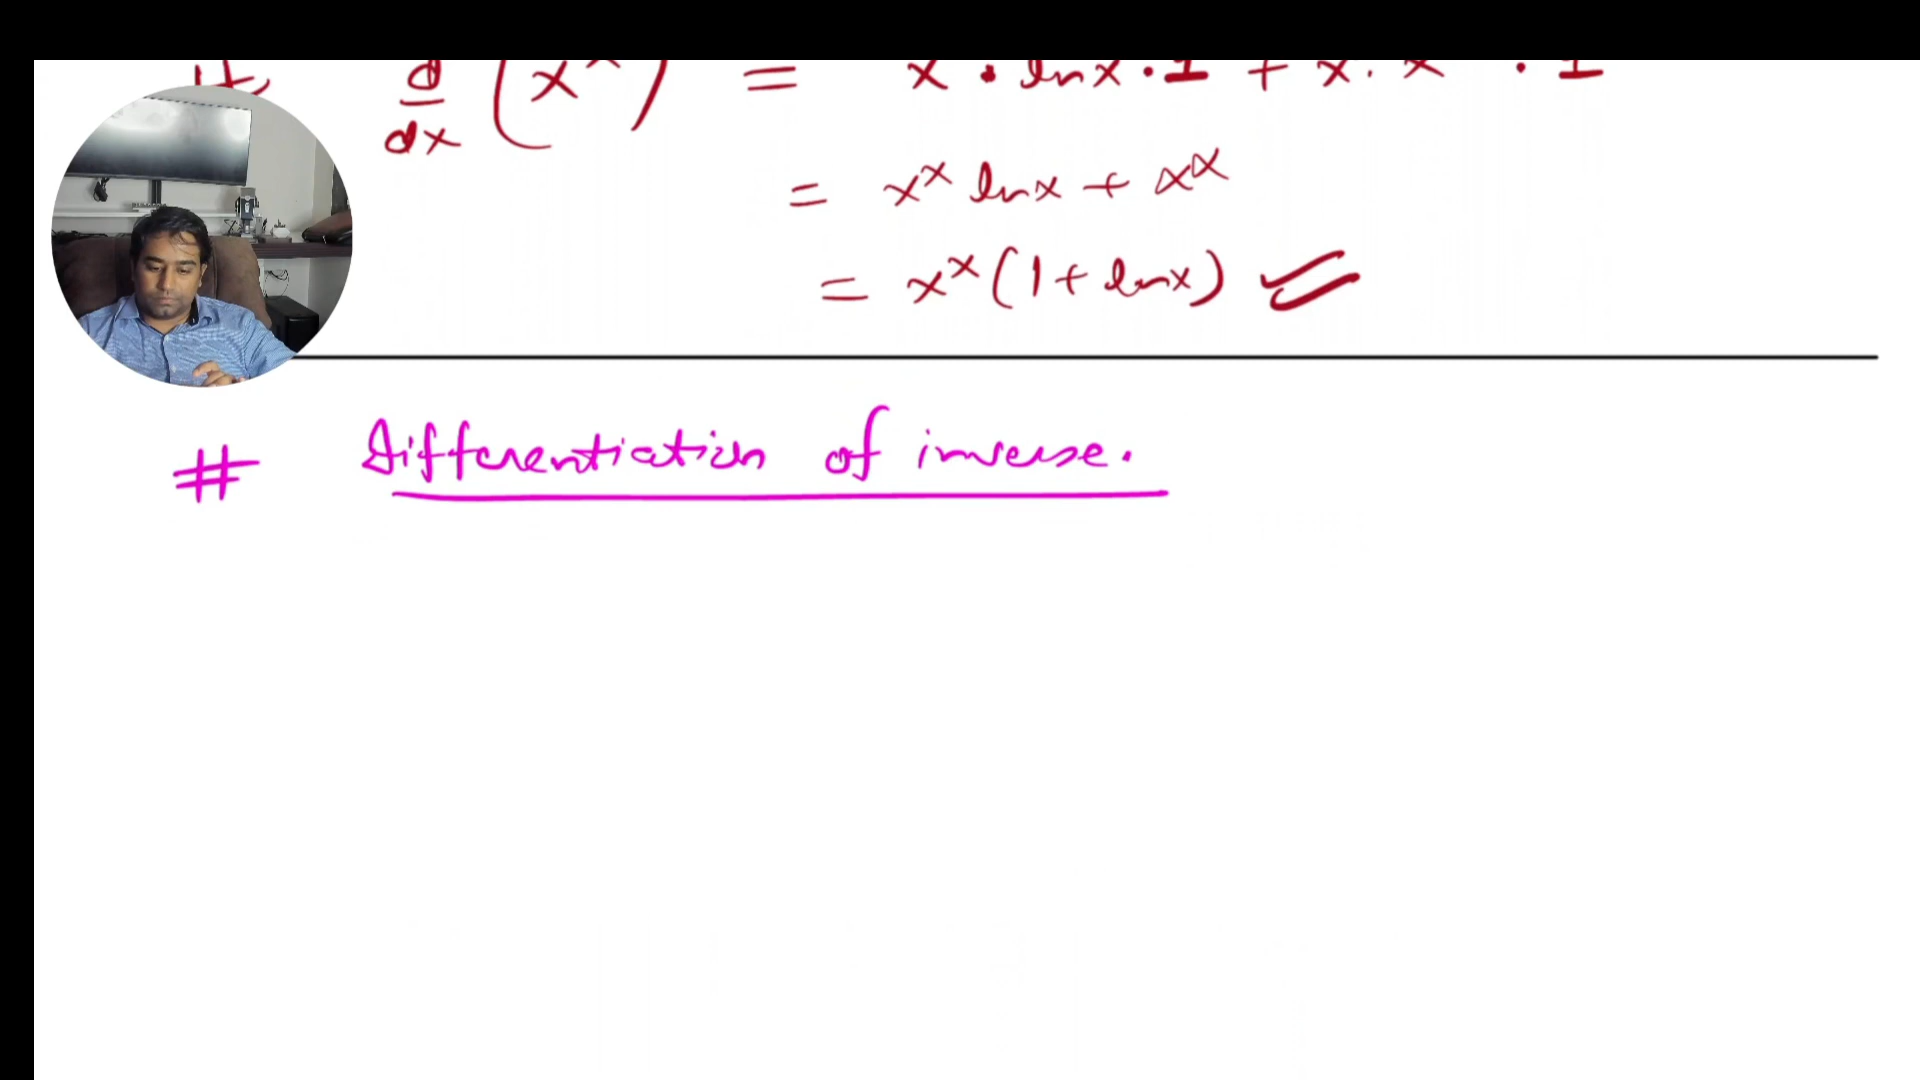 d/dx (x^x) = x · ln x · 1 + x · x · 1
= x^x ln x + x^x
= x^x (1 + ln x)
# Differentiation of inverse.